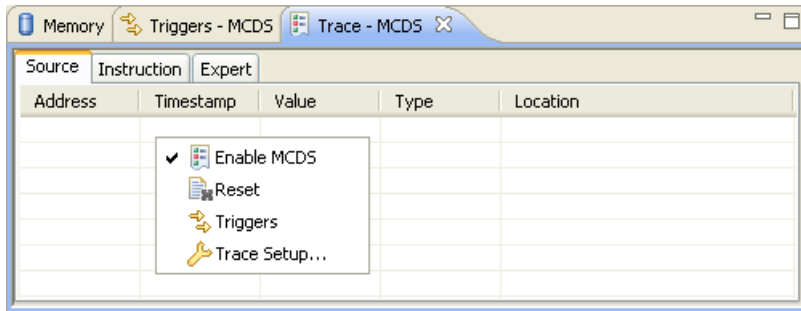 Memory Triggers - MCDS Trace - MCDS
Source Instruction Expert
Address Timestamp Value Type Location
Enable MCDS
Reset
Triggers
Trace Setup...